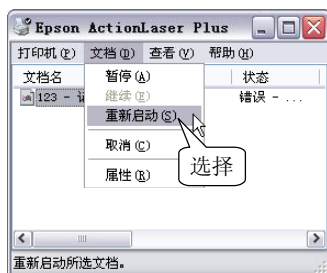 Epson ActionLaser Plus
打印机(P) 文档(D) 查看(V) 帮助(H)
文档名 状态
123 - 错误 - ...
暂停(A)
继续(E)
重新启动(S)
取消(C)
属性(R)
选择
重新启动所选文档。